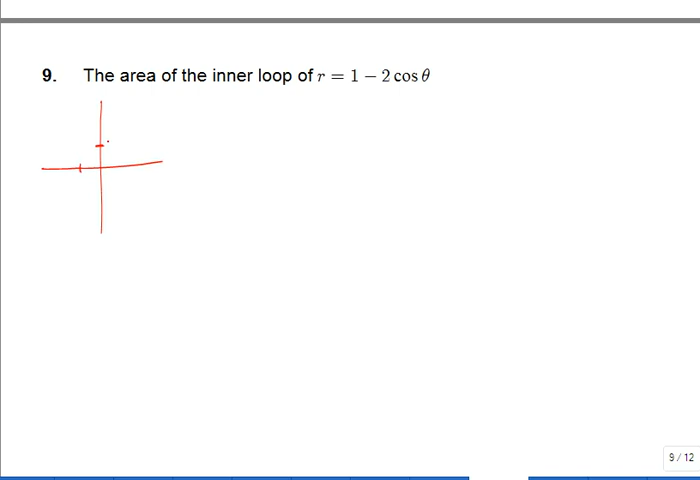 9. The area of the inner loop of r = 1 − 2 cos θ
9 / 12